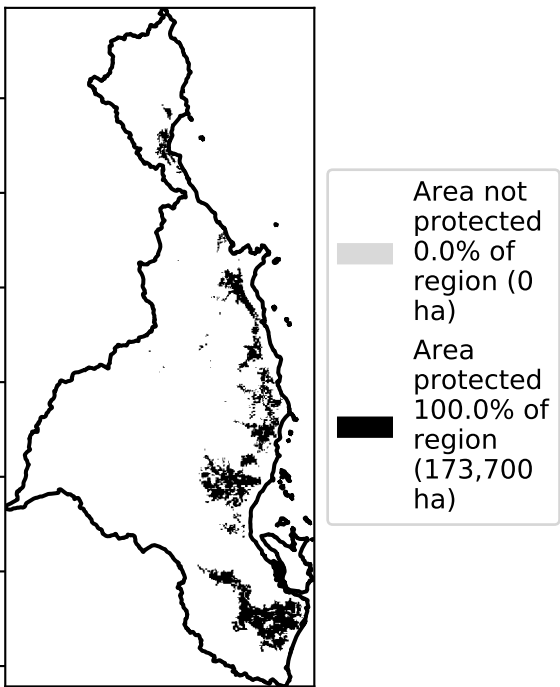 Area not
protected
0.0% of
region (0
ha)
Area
protected
100.0% of
region
(173,700
ha)